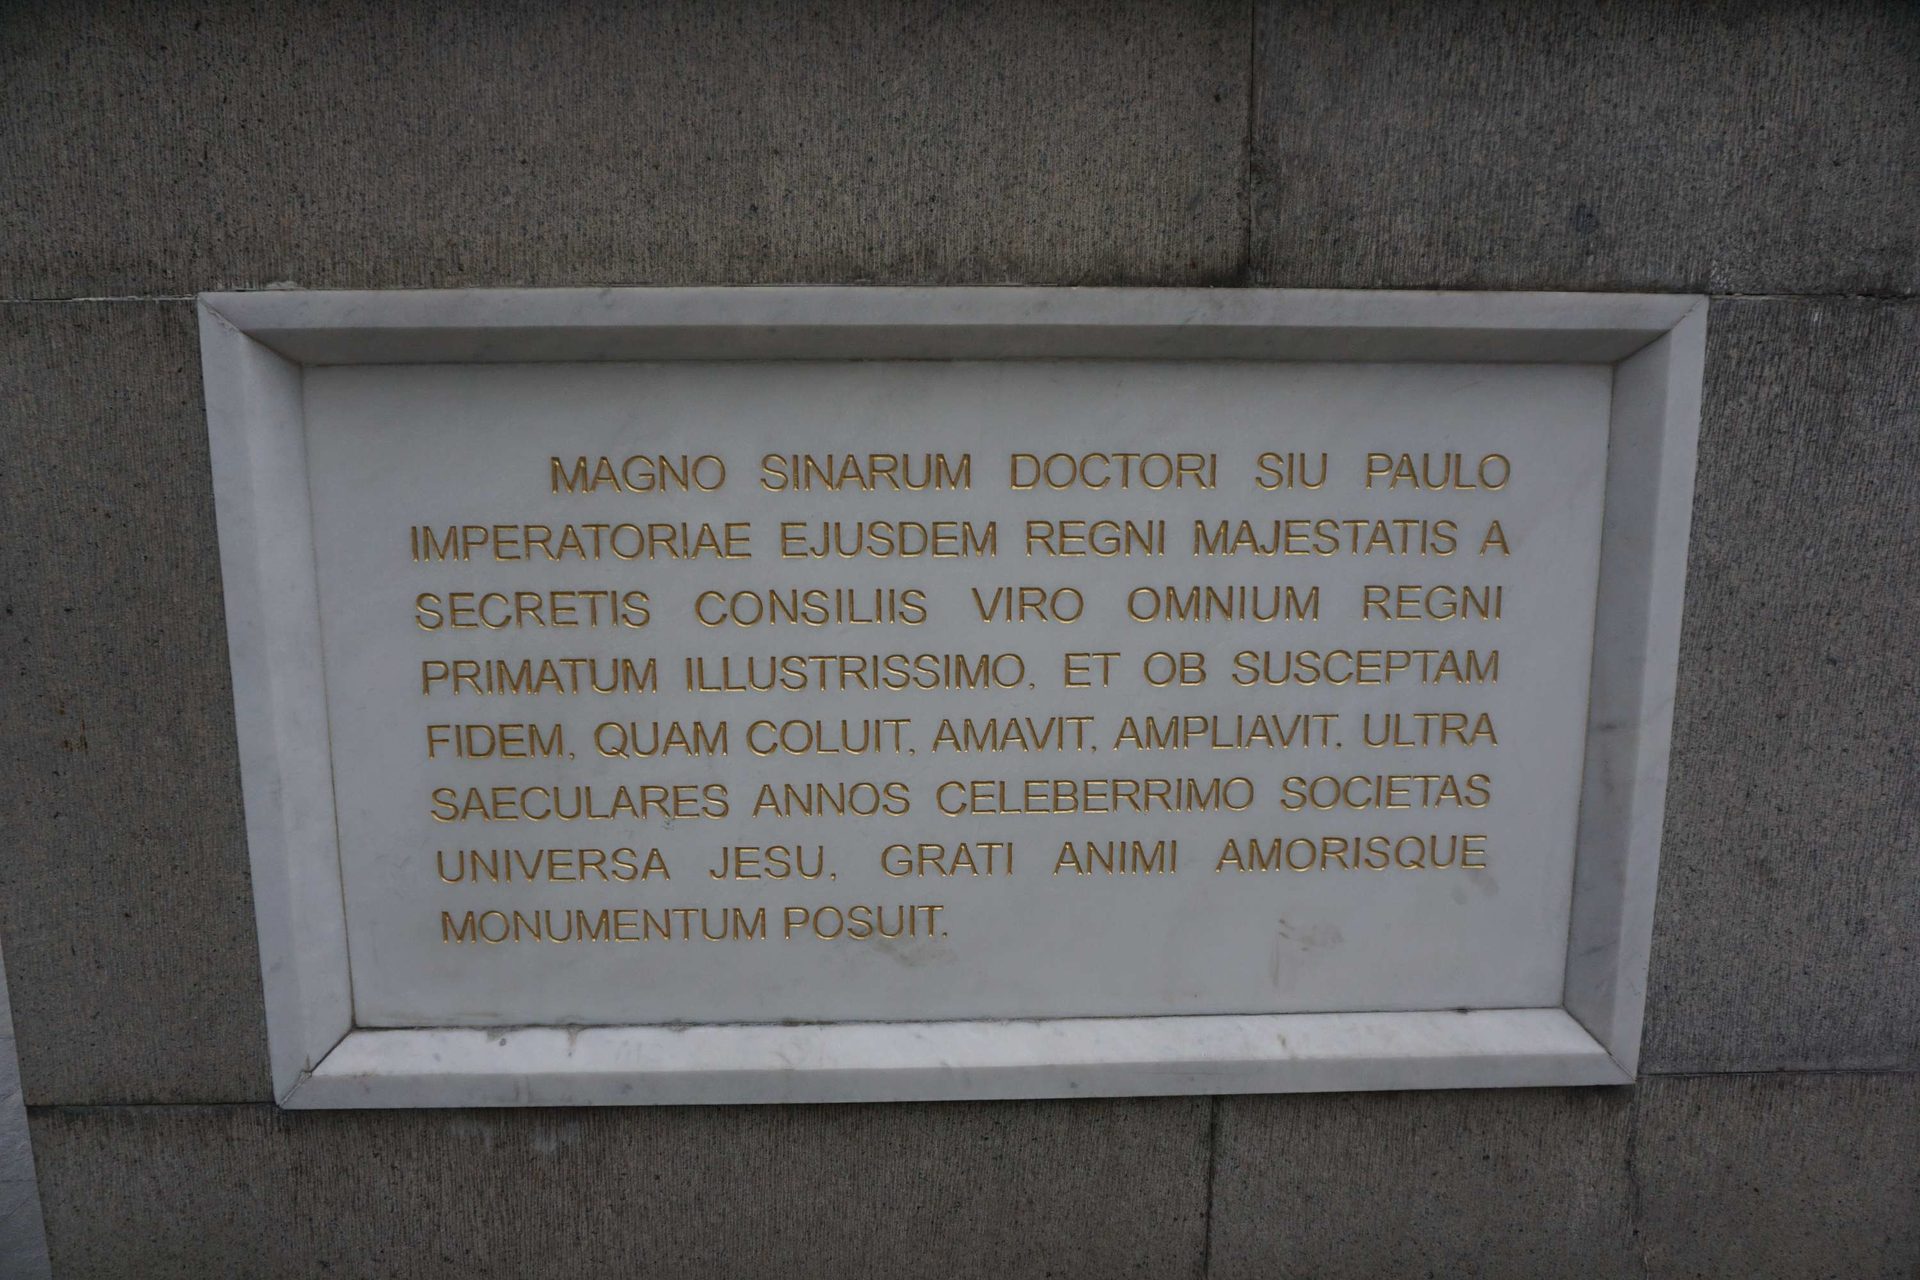 MAGNO SINARUM DOCTORI SIU PAULO
IMPERATORIAE EJUSDEM REGNI MAJESTATIS A
SECRETIS CONSILIIS VIRO OMNIUM REGNI
PRIMATUM ILLUSTRISSIMO, ET OB SUSCEPTAM
FIDEM, QUAM COLUIT, AMAVIT, AMPLIAVIT, ULTRA
SAECULARES ANNOS CELEBERRIMO SOCIETAS
UNIVERSA JESU, GRATI ANIMI AMORISQUE
MONUMENTUM POSUIT.